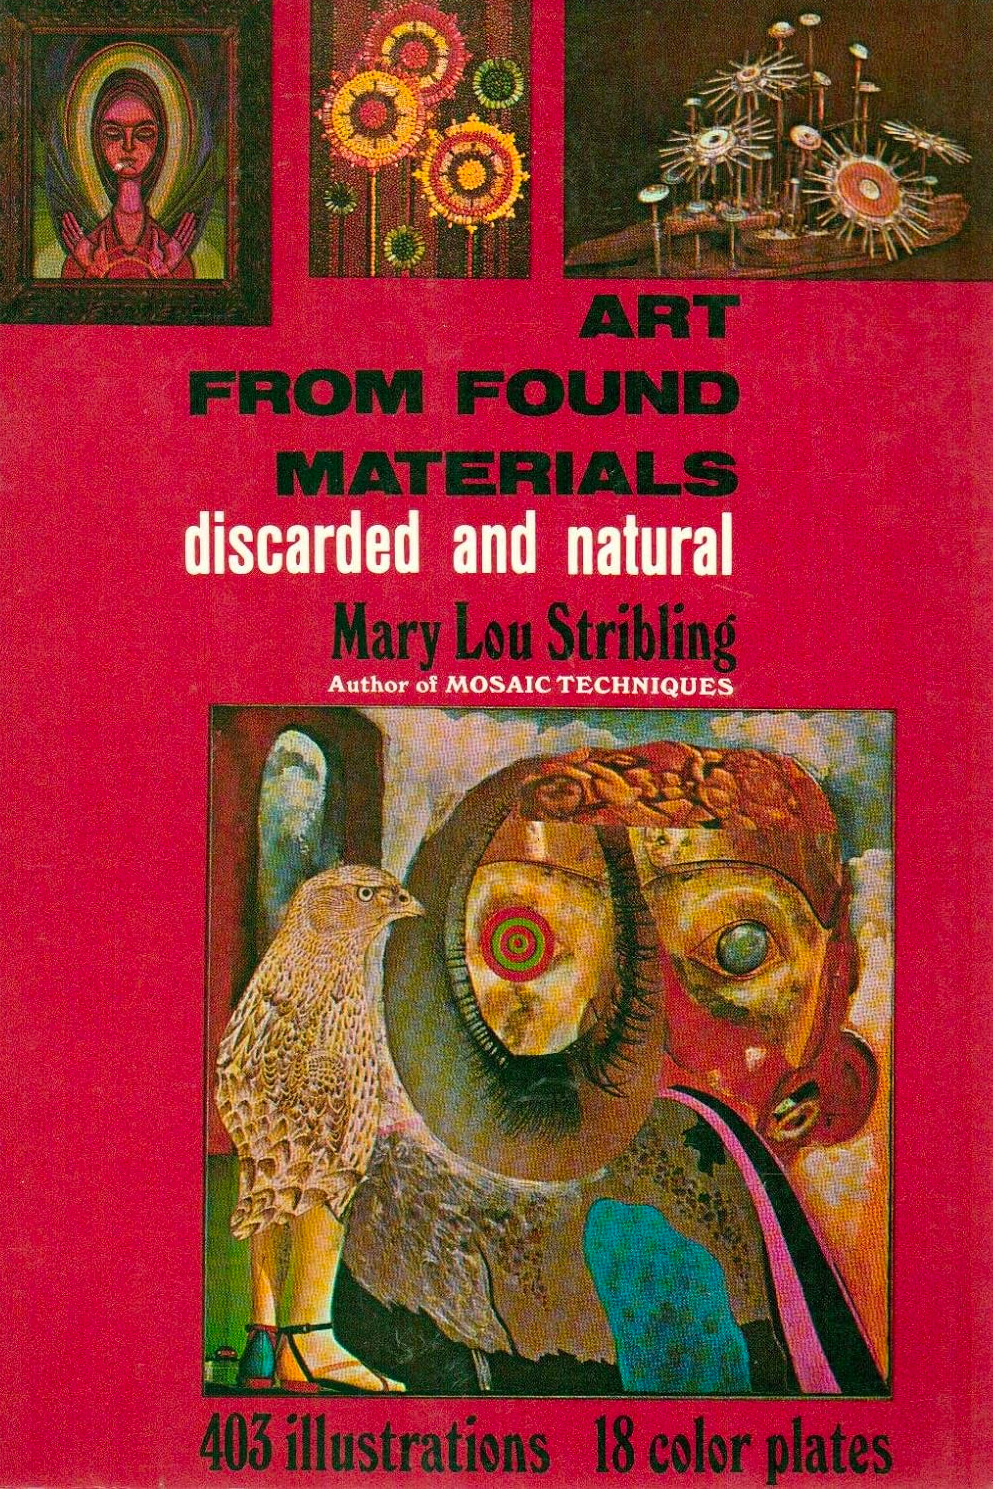 ART
FROM FOUND
MATERIALS
discarded and natural
Mary Lou Stribling
Author of MOSAIC TECHNIQUES
403 illustrations 18 color plates